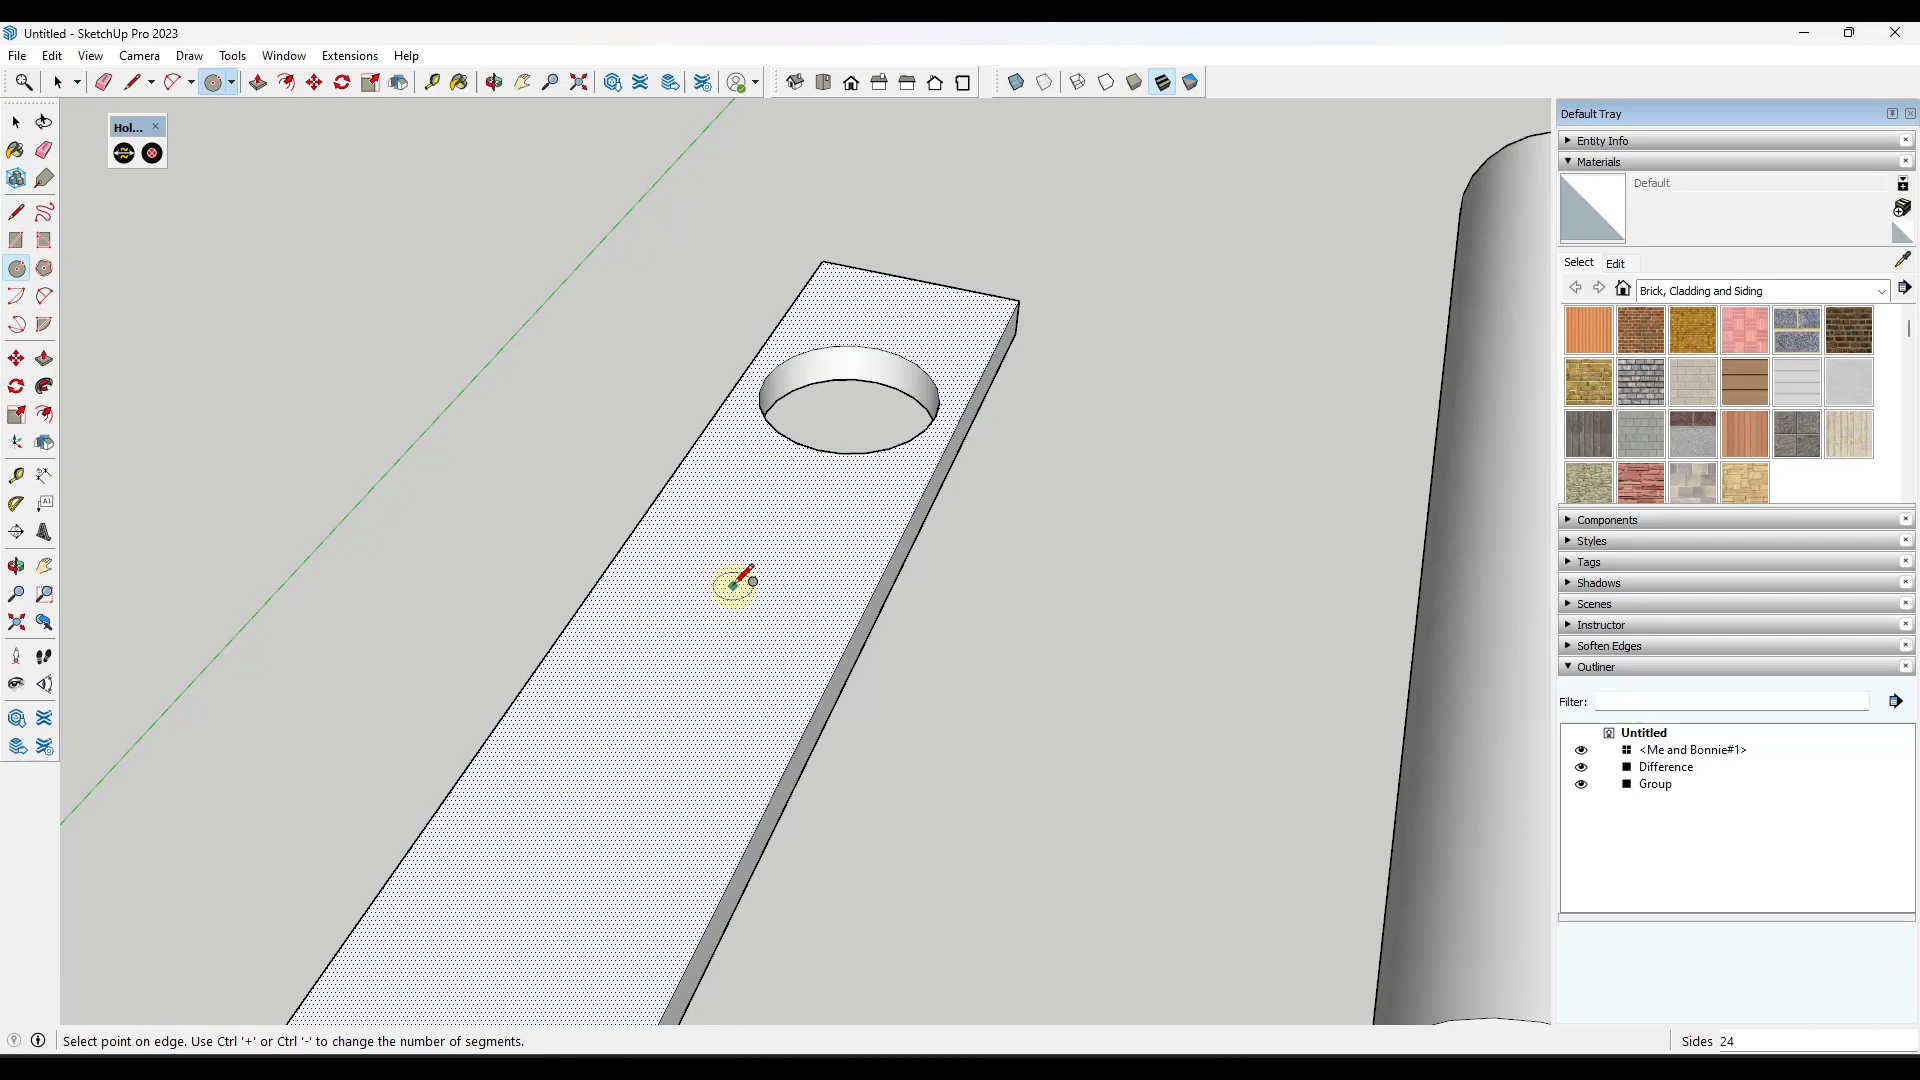 Untitled - SketchUp Pro 2023
File Edit View Camera Draw Tools Window Extensions Help
Hol...
Default Tray
Entity Info
Materials
Default
Select Edit
Brick, Cladding and Siding
Components
Styles
Tags
Shadows
Scenes
Instructor
Soften Edges
Outliner
Filter:
Untitled
<Me and Bonnie#1>
Difference
Group
Select point on edge. Use Ctrl '+' or Ctrl '-' to change the number of segments.
Sides 24